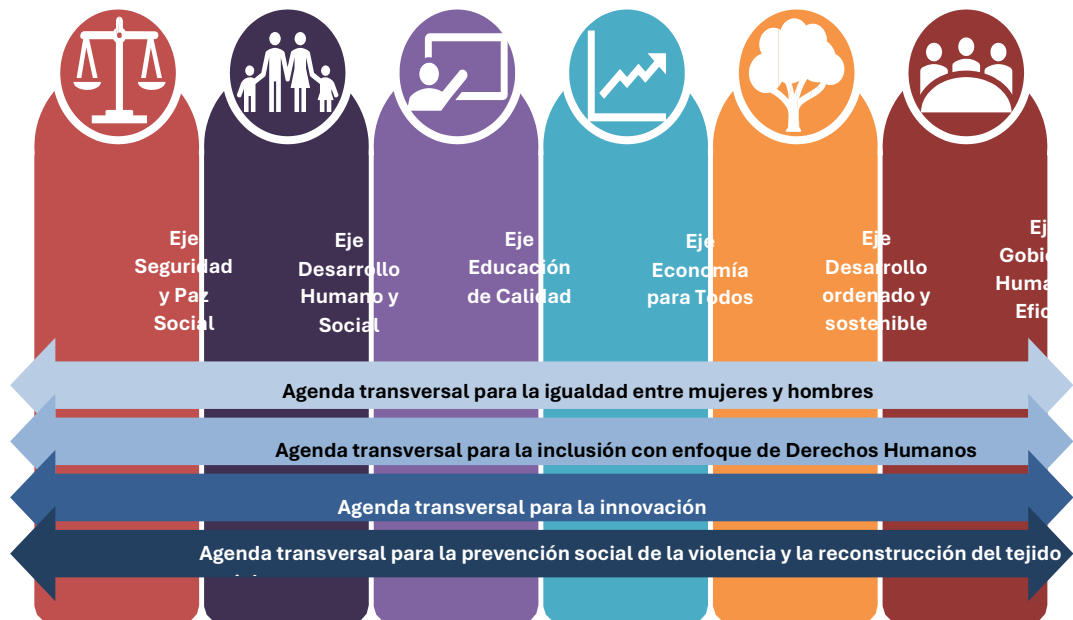 Eje
Seguridad
y Paz
Social
Eje
Desarrollo
Humano y
Social
Eje
Educación
de Calidad
Eje
Economía
para Todos
Eje
Desarrollo
ordenado y
sostenible
Agenda transversal para la igualdad entre mujeres y hombres
Agenda transversal para la inclusión con enfoque de Derechos Humanos
Agenda transversal para la innovación
Agenda transversal para la prevención social de la violencia y la reconstrucción del tejido